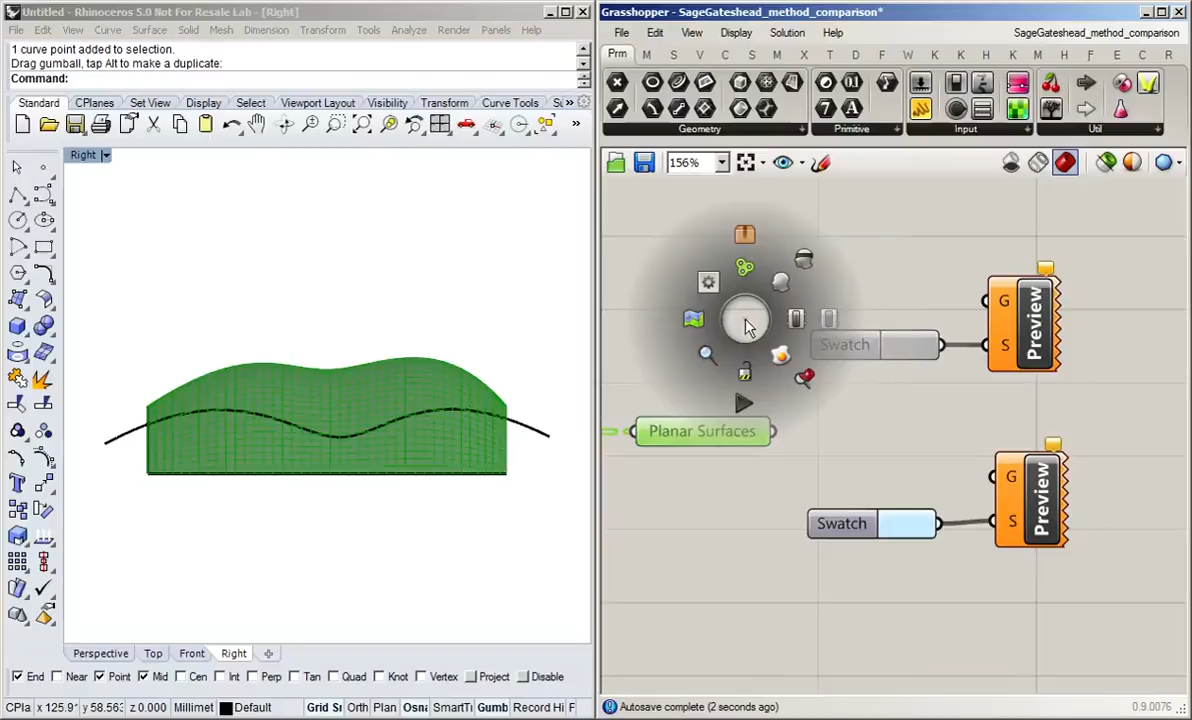 Untitled - Rhinoceros 5.0 Not For Resale Lab - [Right]
File Edit View Curve Surface Solid Mesh Dimension Transform Tools Analyze Render Panels Help
1 curve point added to selection.
Drag gumball, tap Alt to make a duplicate:
Command:
Standard CPlanes Set View Display Select Viewport Layout Visibility Transform Curve Tools »
Right
Perspective Top Front Right
End Near Point Mid Cen Int Perp Tan Quad Knot Vertex Project Disable
CPla x 125.9 y 58.563 z 0.000 Millimet Default Grid Sr Orth Plan Osna SmartTi Gumb Record Hi F
Grasshopper - SageGateshead_method_comparison*
File Edit View Display Solution Help SageGateshead_method_comparison*
Prm M S V C S M I T D F W K K H K M H F E C R
Geometry Primitive Input Util
156%
Swatch
G
S
Preview
Planar Surfaces
Swatch
G
S
Preview
Autosave complete (2 seconds ago) 0.9.0076